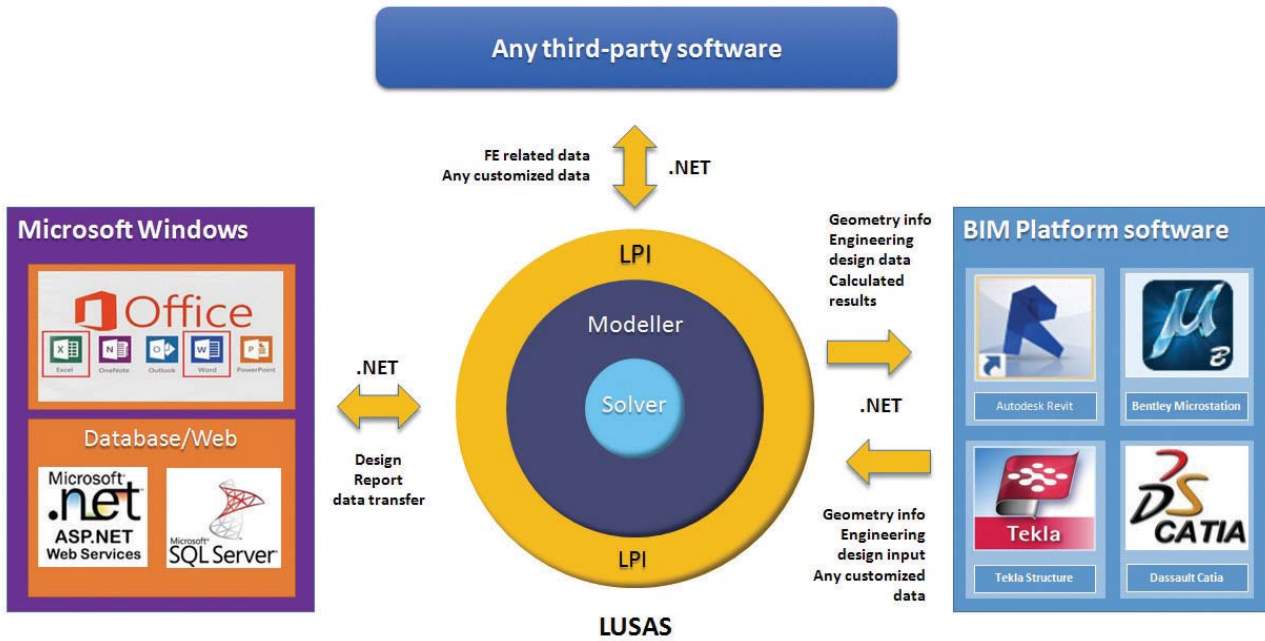 Any third-party software
FE related data
Any customized data
.NET
Microsoft Windows
Office
Excel
OneNote
Outlook
Word
PowerPoint
Database/Web
Microsoft
.net
ASP.NET
Web Services
Microsoft
SQL Server
.NET
Design
Report
data transfer
LPI
Modeller
Solver
LPI
LUSAS
Geometry info
Engineering
design data
Calculated
results
.NET
Geometry info
Engineering
design input
Any customized
data
BIM Platform software
Autodesk Revit
μ
B
Bentley Microstation
Tekla
Tekla Structure
DS
CATIA
Dassault Catia